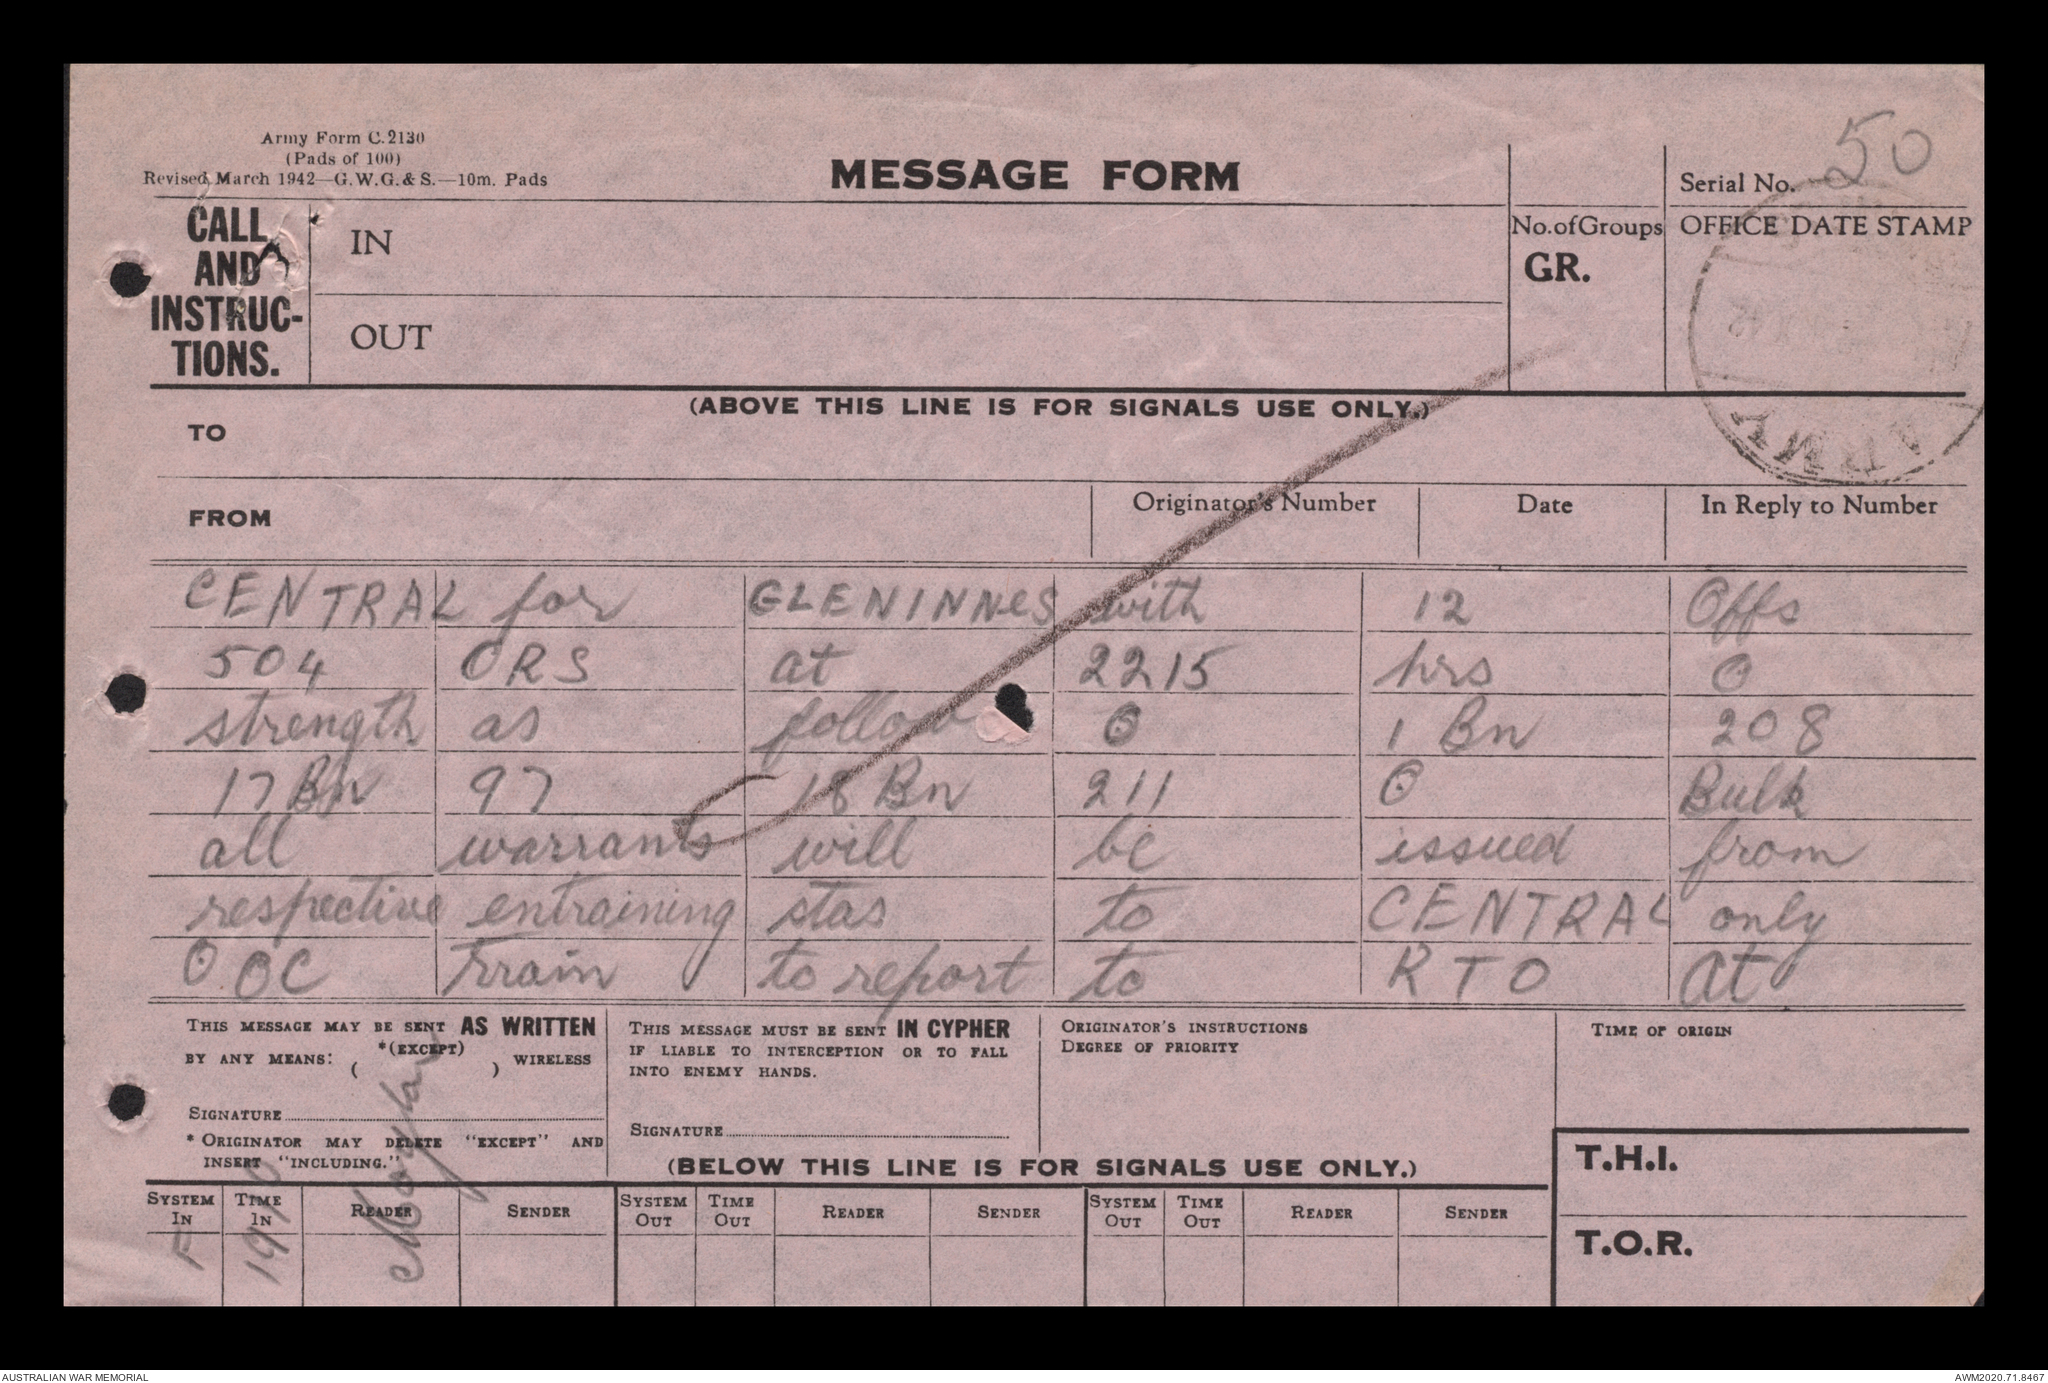 Army Form C.2130
(Pads of 100)
Revised March 1942—G.W.G.& S.—10m. Pads
MESSAGE FORM
Serial No. 50
CALL
AND
INSTRUC-
TIONS.
IN
OUT
No.ofGroups
GR.
OFFICE DATE STAMP
ARMY
(ABOVE THIS LINE IS FOR SIGNALS USE ONLY.)
TO
FROM
Originator's Number
Date
In Reply to Number
CENTRAL for GLENINNES with 12 Offs
504 ORS at 2215 hrs O
strength as follow O 1 Bn 208
17 Bn 97 18 Bn 211 O Bulk
all warrants will be issued from
respective entraining stas to CENTRAL only
O OC Train to report to RTO at
THIS MESSAGE MAY BE SENT AS WRITTEN
BY ANY MEANS: ( *(EXCEPT) ) WIRELESS
SIGNATURE
* ORIGINATOR MAY DELETE "EXCEPT" AND
INSERT "INCLUDING."
THIS MESSAGE MUST BE SENT IN CYPHER
IF LIABLE TO INTERCEPTION OR TO FALL
INTO ENEMY HANDS.
SIGNATURE
ORIGINATOR'S INSTRUCTIONS
DEGREE OF PRIORITY
TIME OF ORIGIN
(BELOW THIS LINE IS FOR SIGNALS USE ONLY.)
T.H.I.
T.O.R.
SYSTEM IN TIME IN READER SENDER SYSTEM OUT TIME OUT READER SENDER SYSTEM OUT TIME OUT READER SENDER
AUSTRALIAN WAR MEMORIAL
AWM2020.71.8467